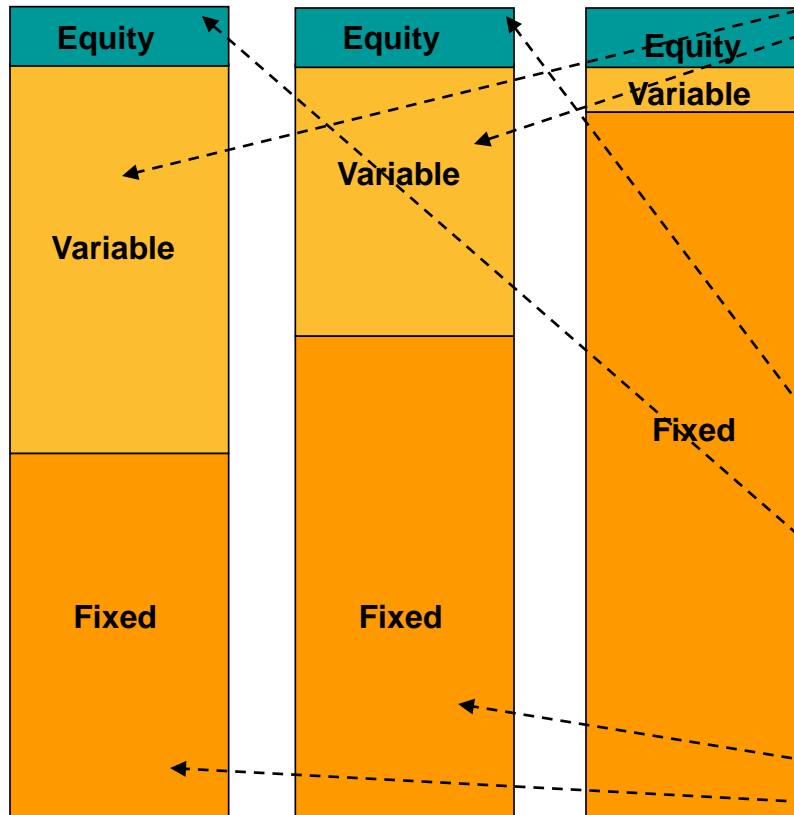 Equity
Variable
Fixed
Equity
Variable
Fixed
Equity
Variable
Fixed